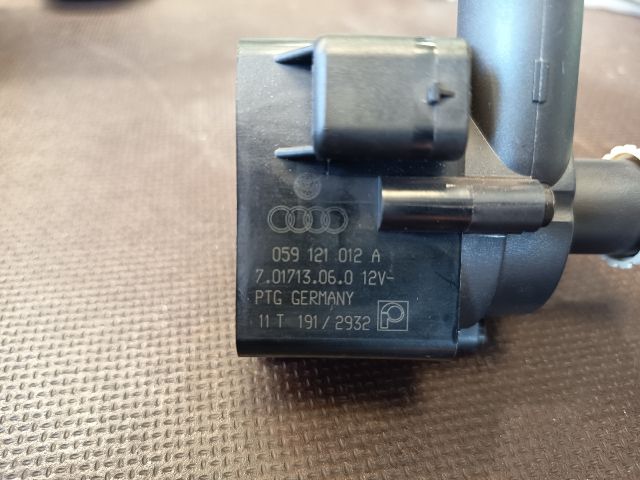 059 121 012 A
7.01713.06.0 12V-
PTG GERMANY
11 T 191/2932